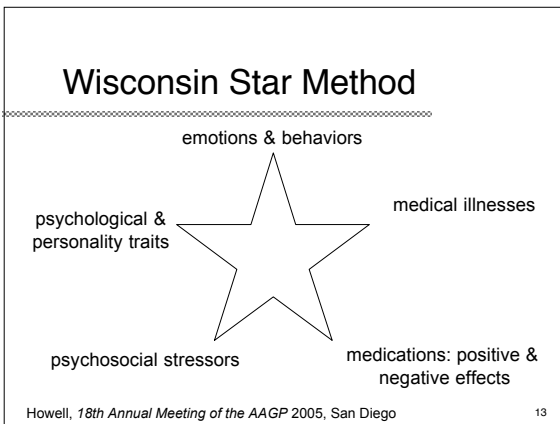 Wisconsin Star Method
emotions & behaviors
psychological &
personality traits
medical illnesses
psychosocial stressors
medications: positive &
negative effects
Howell, 18th Annual Meeting of the AAGP 2005, San Diego
13